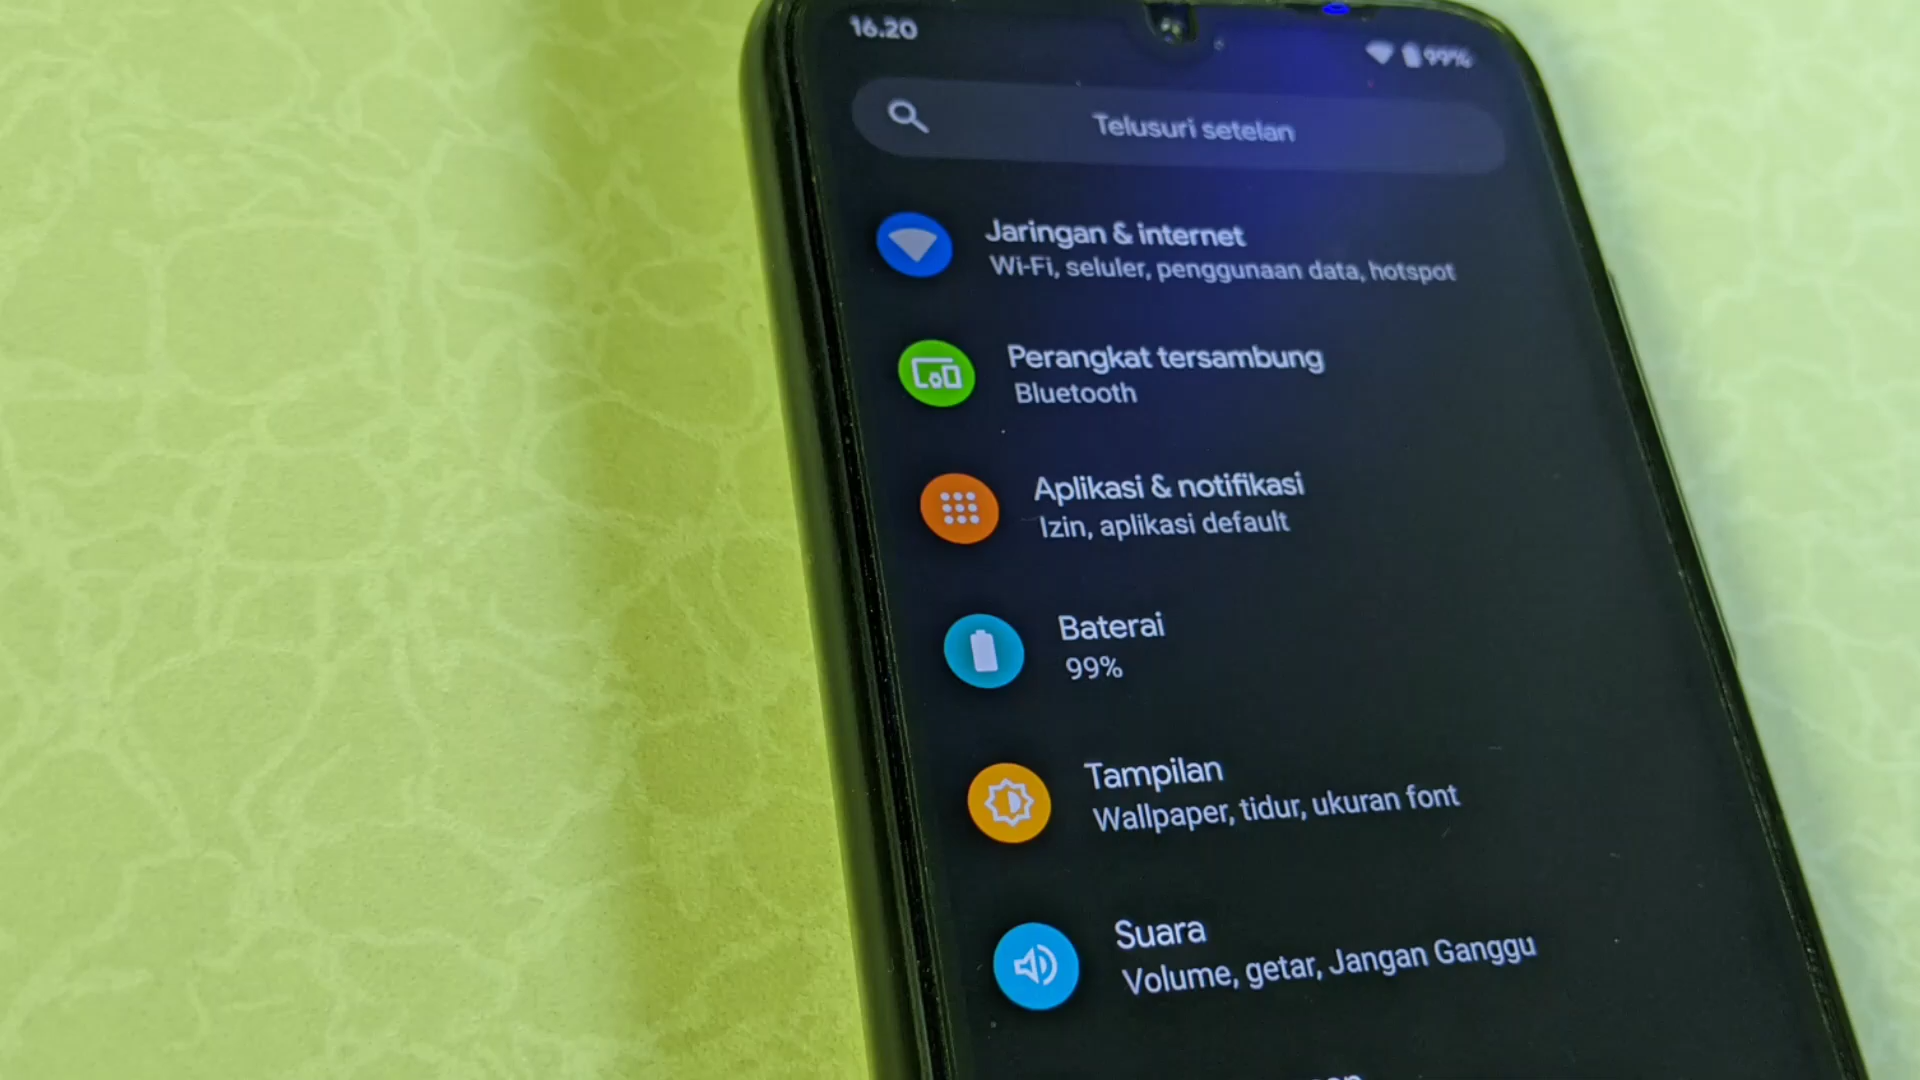 16.20
99%
Telusuri setelan
Jaringan & internet
Wi-Fi, seluler, penggunaan data, hotspot
Perangkat tersambung
Bluetooth
Aplikasi & notifikasi
Izin, aplikasi default
Baterai
99%
Tampilan
Wallpaper, tidur, ukuran font
Suara
Volume, getar, Jangan Ganggu